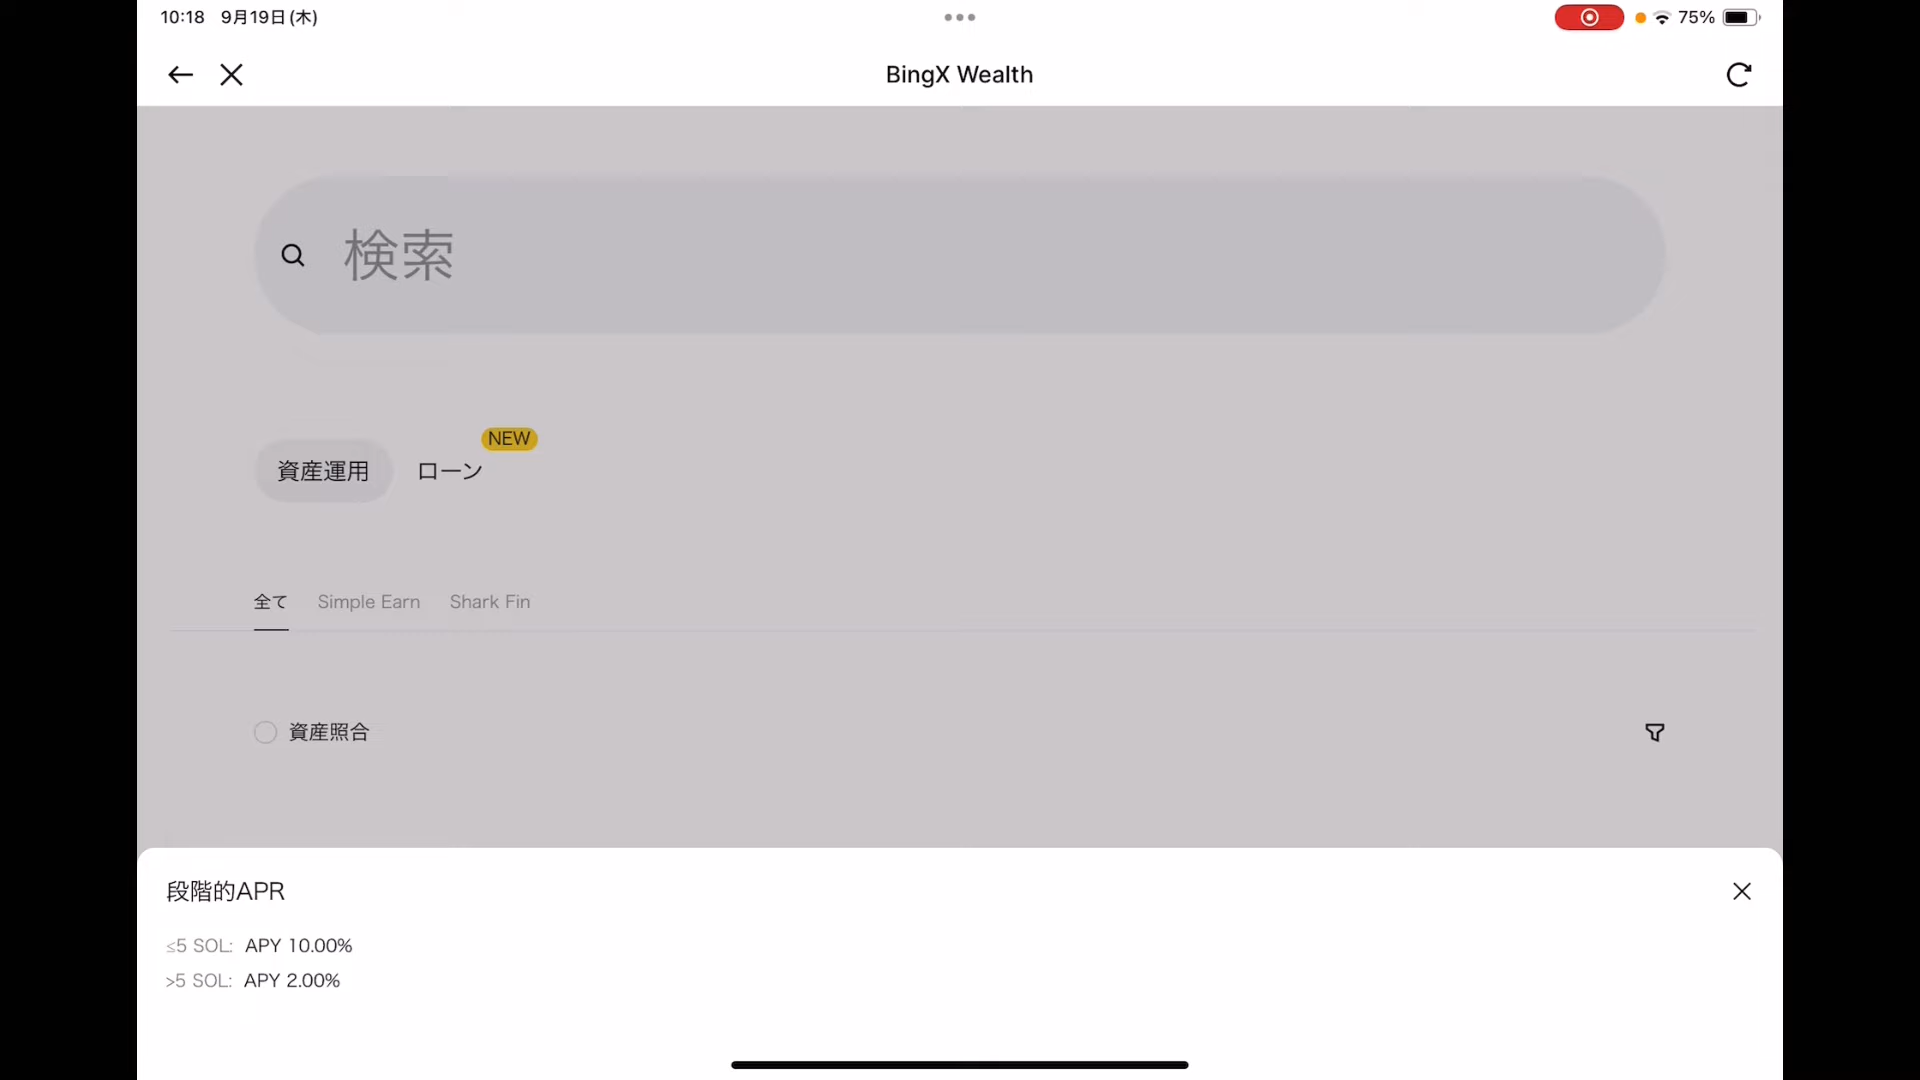 10:18 9月19日(木)
75%
BingX Wealth
検索
NEW
資産運用 ローン
全て Simple Earn Shark Fin
資産照合
段階的APR
≤5 SOL: APY 10.00%
>5 SOL: APY 2.00%